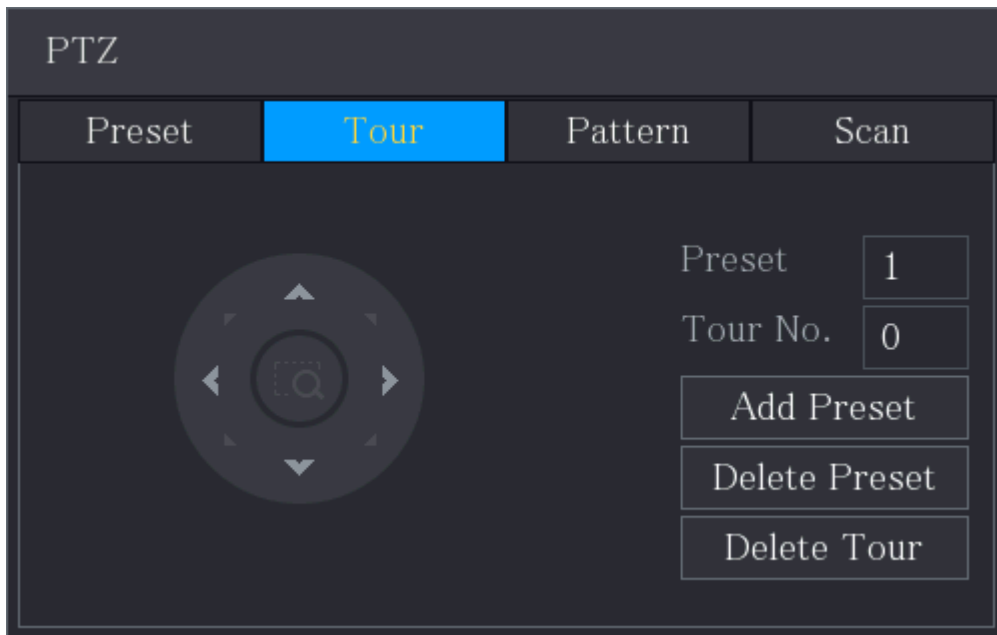 PTZ
Preset Tour Pattern Scan
Preset 1
Tour No. 0
Add Preset
Delete Preset
Delete Tour